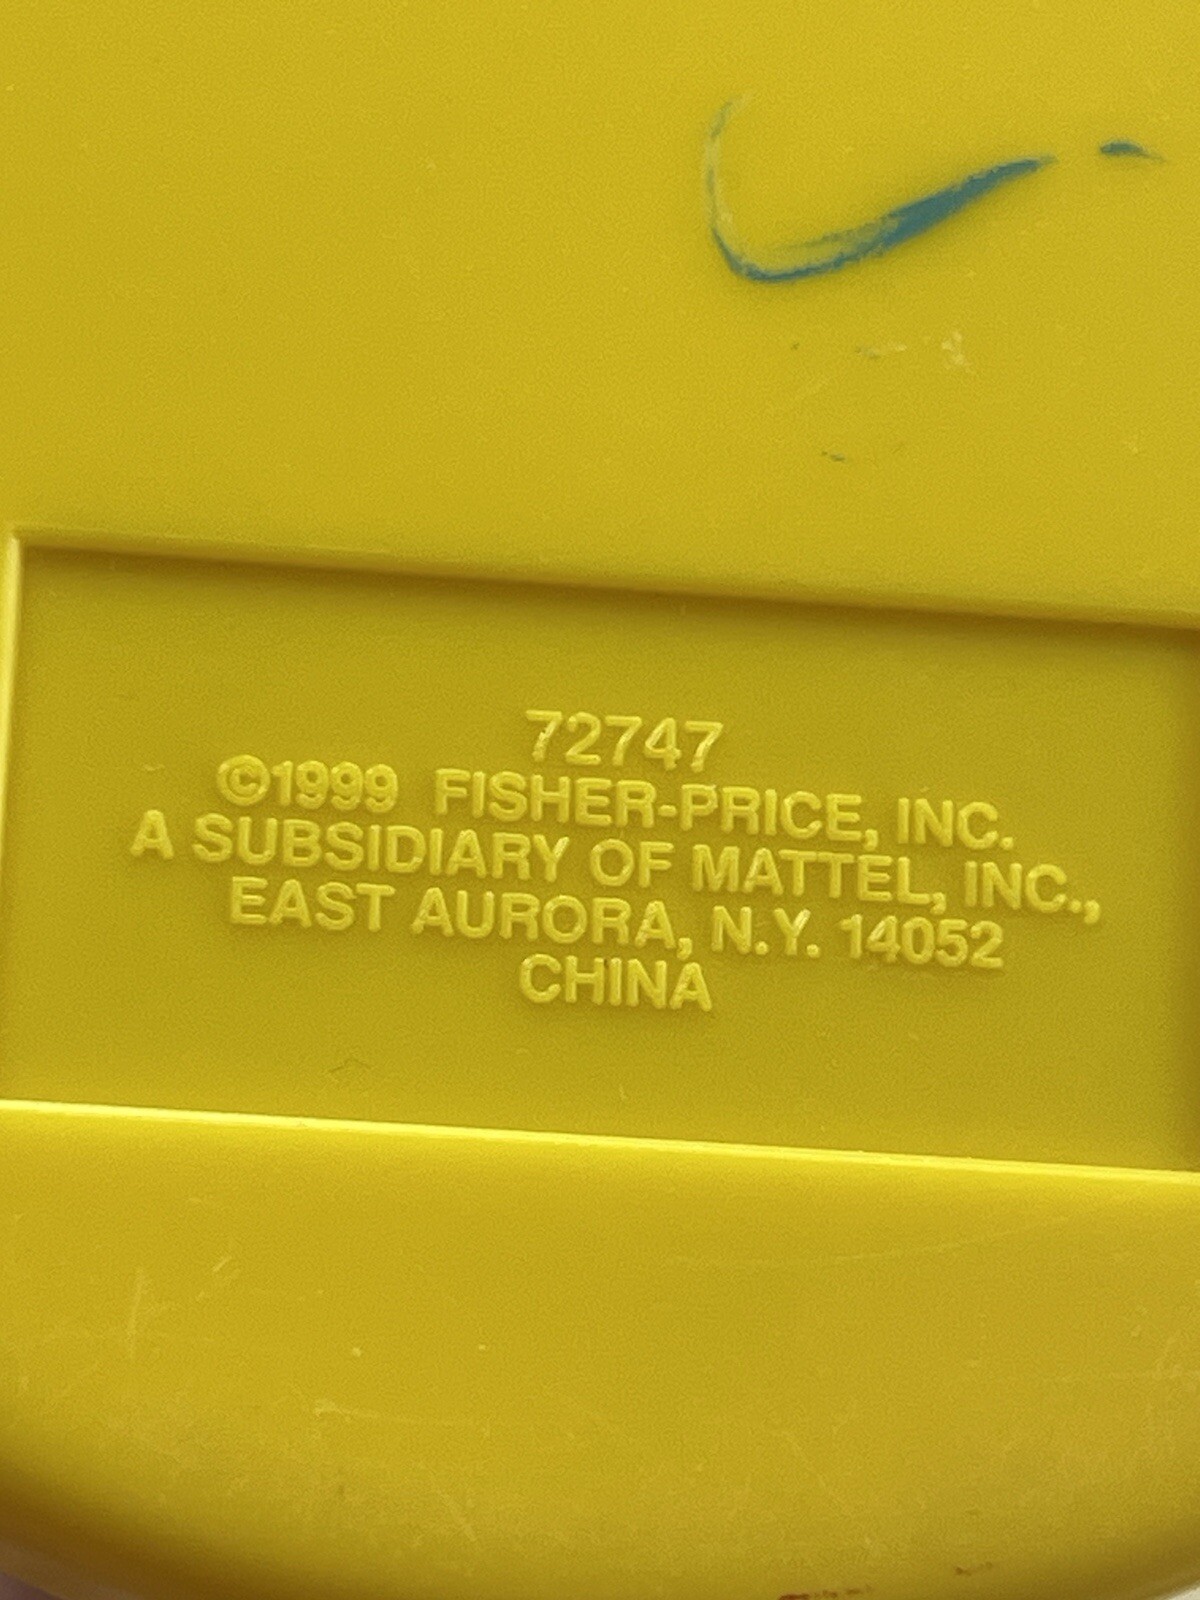 72747
©1999 FISHER-PRICE, INC.
A SUBSIDIARY OF MATTEL, INC.,
EAST AURORA, N.Y. 14052
CHINA